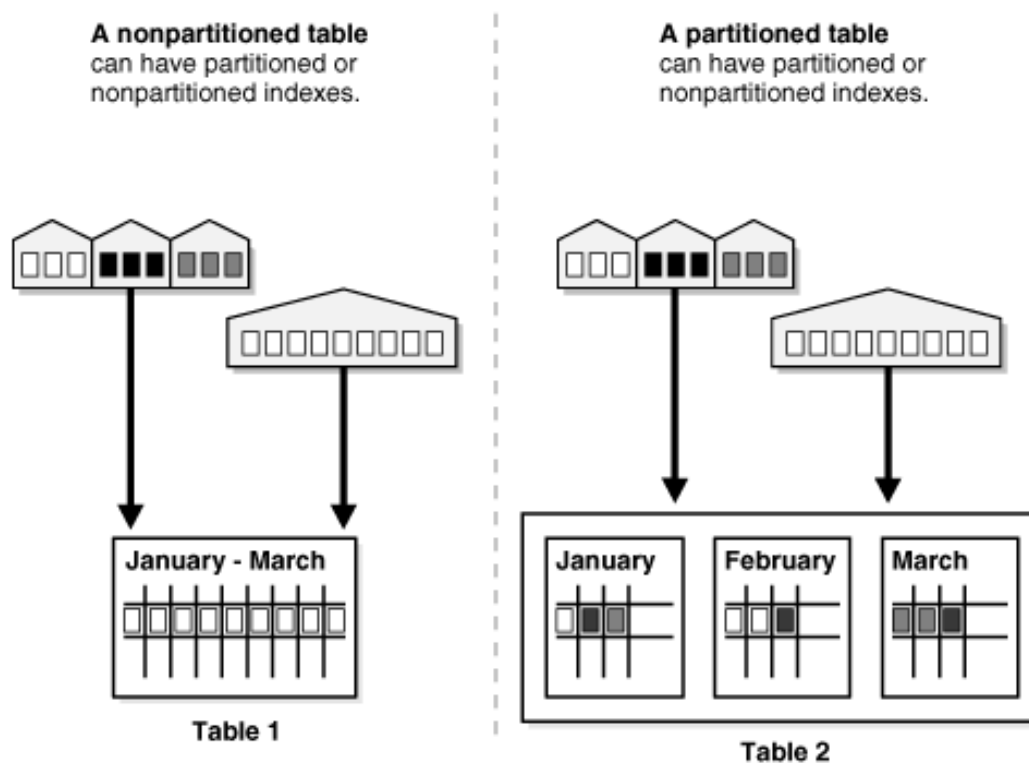 A nonpartitioned table
can have partitioned or
nonpartitioned indexes.
A partitioned table
can have partitioned or
nonpartitioned indexes.
January - March
Table 1
January
February
March
Table 2